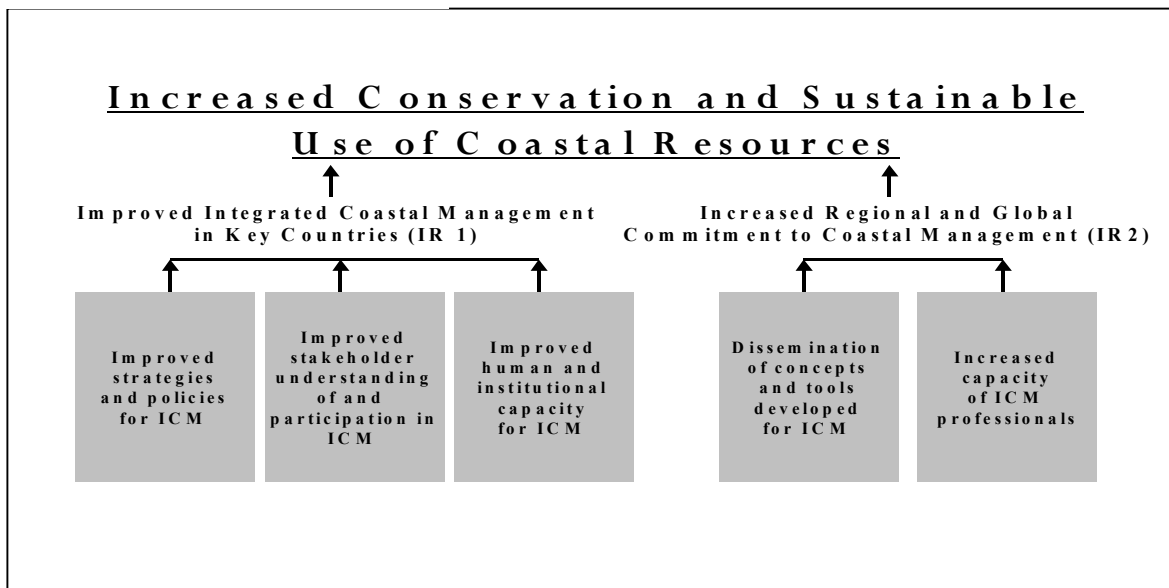 Increased Conservation and Sustainable
Use of Coastal Resources
Improved Integrated Coastal Management
in Key Countries (IR 1)
Increased Regional and Global
Commitment to Coastal Management (IR2)
Improved
strategies
and policies
for ICM
Improved
stakeholder
understanding
of and
participation in
ICM
Improved
human and
institutional
capacity
for ICM
Dissemination
of concepts
and tools
developed
for ICM
Increased
capacity
of ICM
professionals